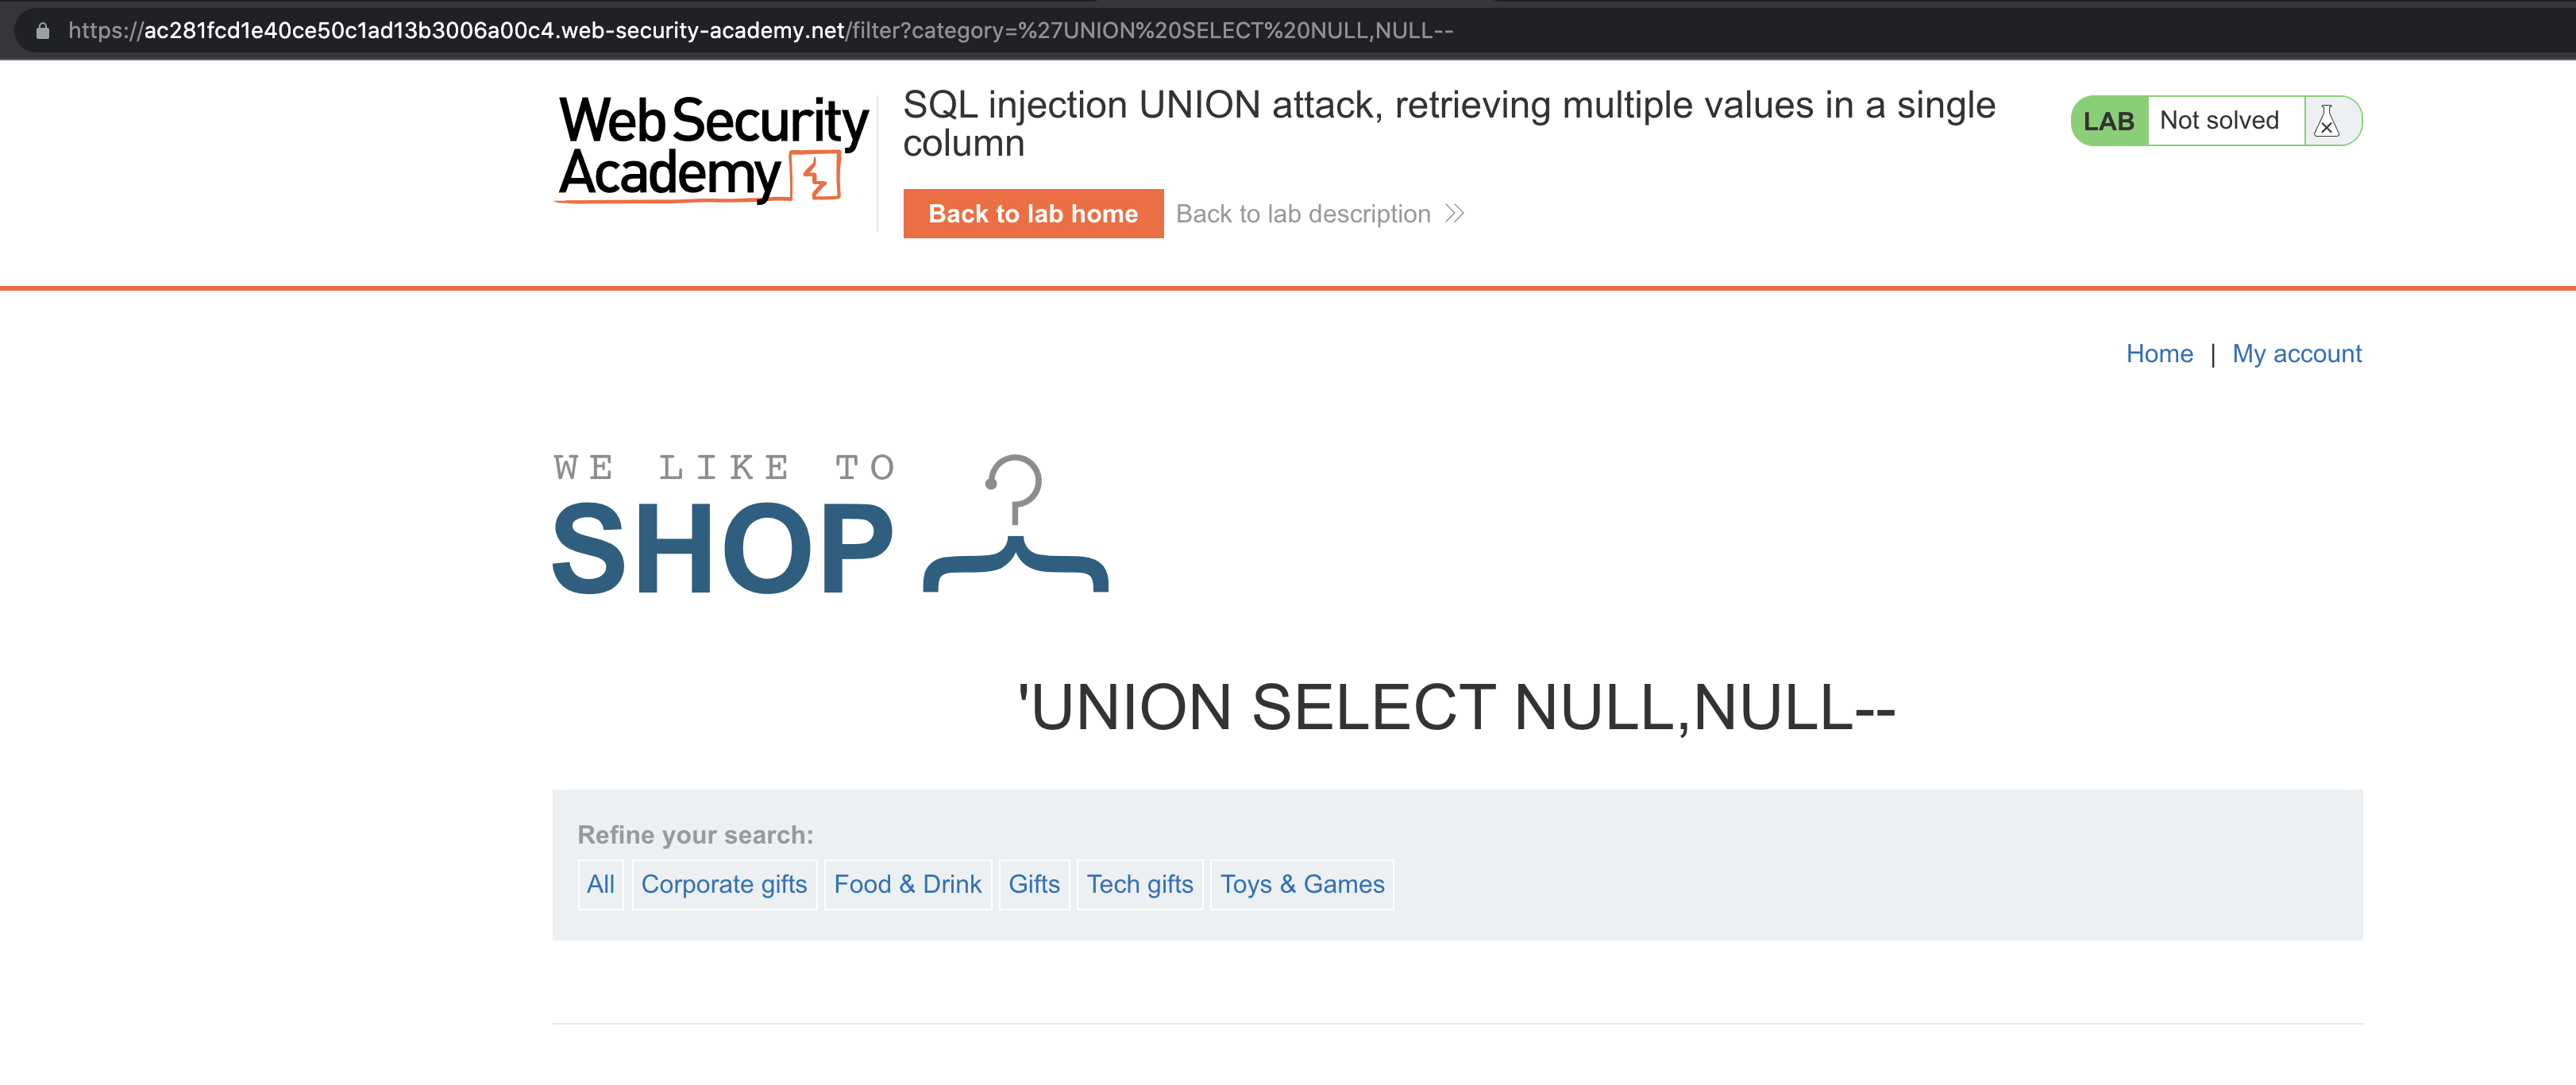 https://ac281fcd1e40ce50c1ad13b3006a00c4.web-security-academy.net/filter?category=%27UNION%20SELECT%20NULL,NULL--
Web Security
Academy
SQL injection UNION attack, retrieving multiple values in a single
column
LAB Not solved
Back to lab home Back to lab description
Home | My account
WE LIKE TO
SHOP
'UNION SELECT NULL,NULL--
Refine your search:
All Corporate gifts Food & Drink Gifts Tech gifts Toys & Games